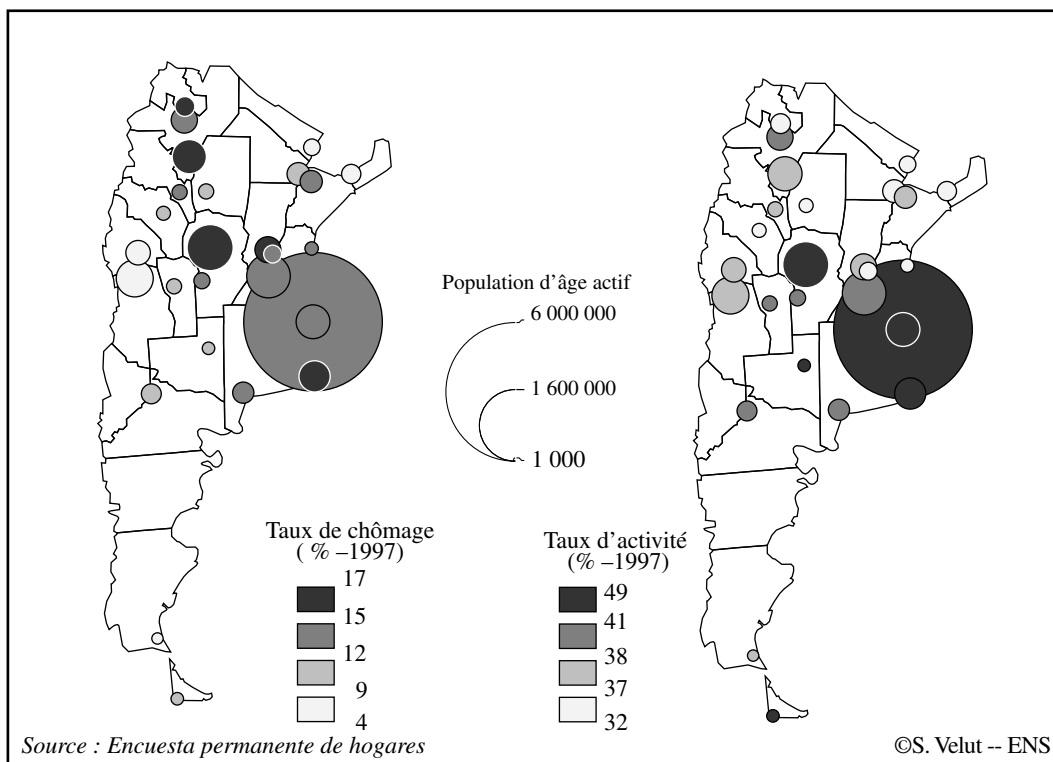 Population d’âge actif
6 000 000
1 600 000
1 000
Taux de chômage
( % –1997)
17
15
12
9
4
Taux d’activité
(% –1997)
49
41
38
37
32
Source : Encuesta permanente de hogares
©S. Velut -- ENS